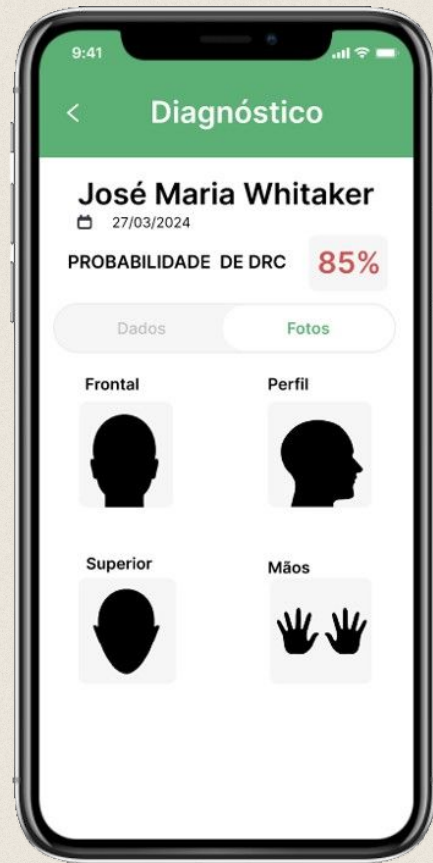 9:41
Diagnóstico
José Maria Whitaker
27/03/2024
PROBABILIDADE DE DRC 85%
Dados Fotos
Frontal Perfil
Superior Mãos